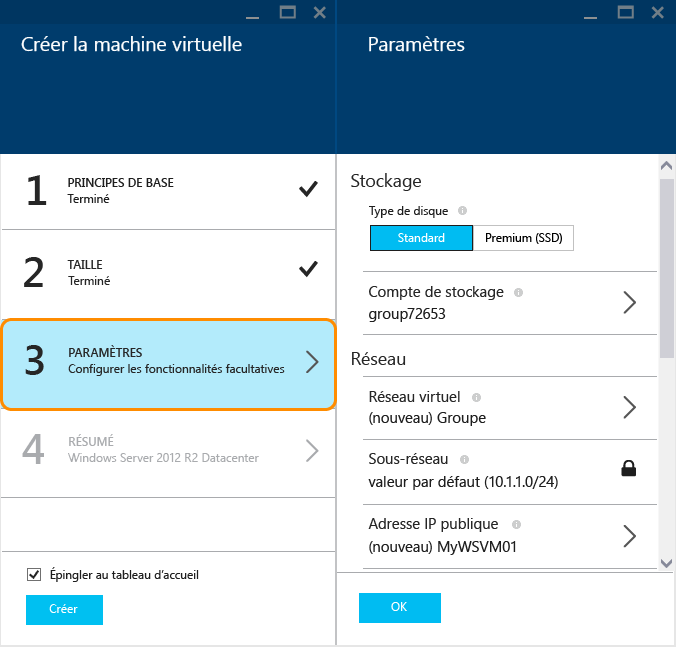 Créer la machine virtuelle
1
PRINCIPES DE BASE
Terminé
2
TAILLE
Terminé
3
PARAMÈTRES
Configurer les fonctionnalités facultatives
4
RÉSUMÉ
Windows Server 2012 R2 Datacenter
Épingler au tableau d'accueil
Créer
Paramètres
Stockage
Type de disque
Standard
Premium (SSD)
Compte de stockage
group72653
Réseau
Réseau virtuel
(nouveau) Groupe
Sous-réseau
valeur par défaut (10.1.1.0/24)
Adresse IP publique
(nouveau) MyWSVM01
OK